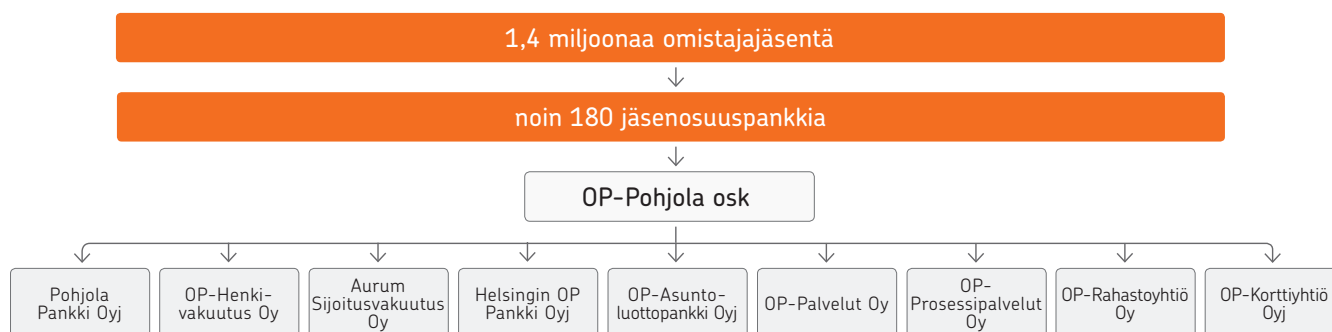 1,4 miljoonaa omistajajäsentä
noin 180 jäsenosuuspankkia
OP-Pohjola osk
Pohjola
Pankki Oyj
OP-Henki-
vakuutus Oy
Aurum
Sijoitusvakuutus
Oy
Helsingin OP
Pankki Oyj
OP-Asunto-
luottopankki Oyj
OP-Palvelut Oy
OP-
Prosessipalvelut
Oy
OP-Rahastoyhtiö
Oy
OP-Korttiyhtiö
Oyj